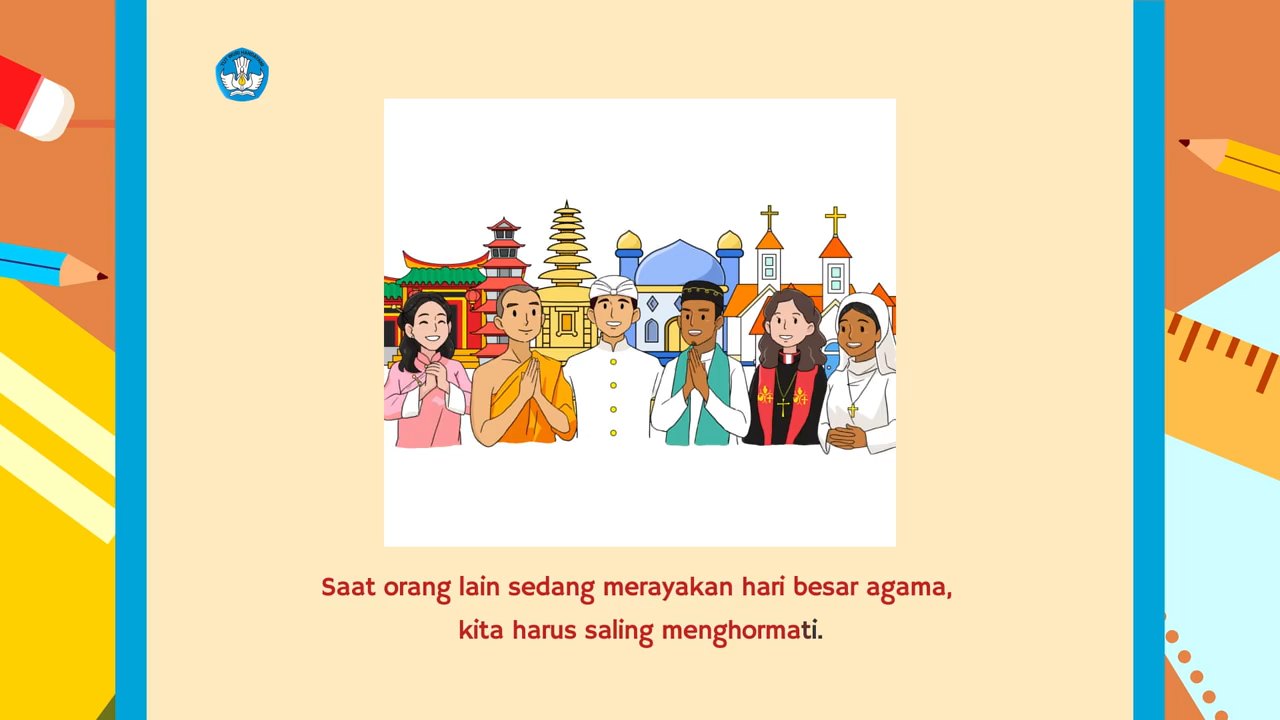 Saat orang lain sedang merayakan hari besar agama,
kita harus saling menghormati.